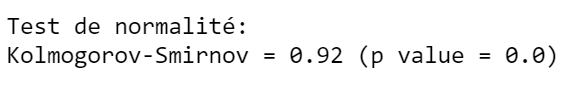 Test de normalité:
Kolmogorov-Smirnov = 0.92 (p value = 0.0)